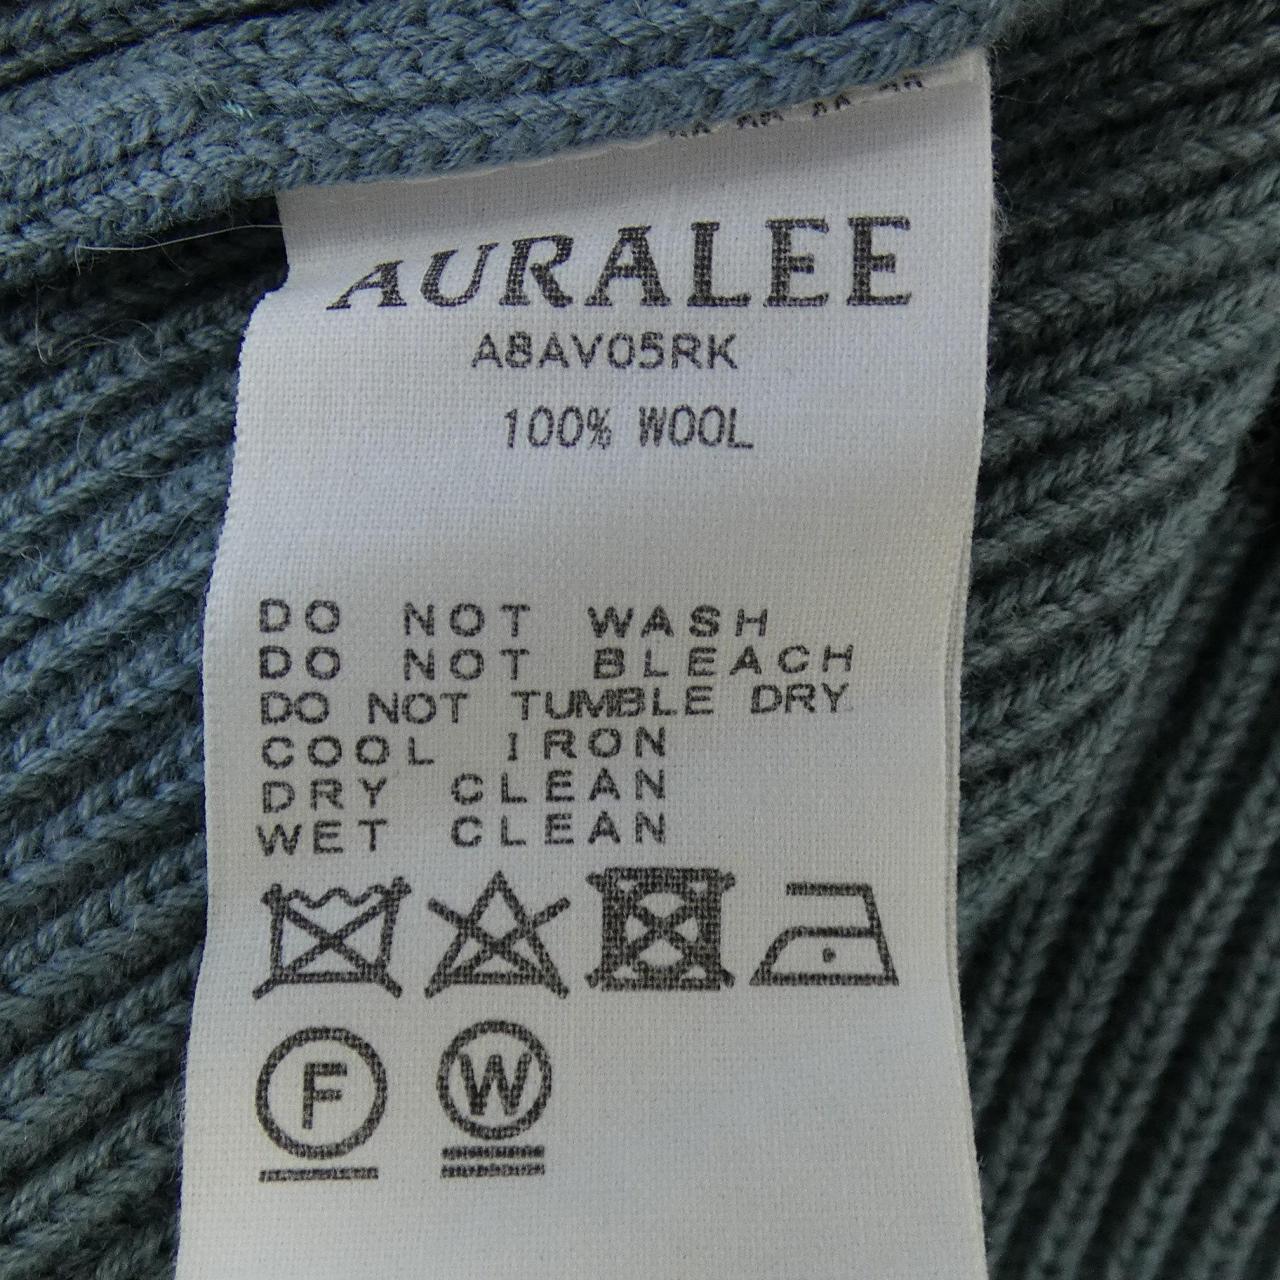 AURALEE
A8AV05RK
100% WOOL
DO NOT WASH
DO NOT BLEACH
DO NOT TUMBLE DRY
COOL IRON
DRY CLEAN
WET CLEAN
F
W